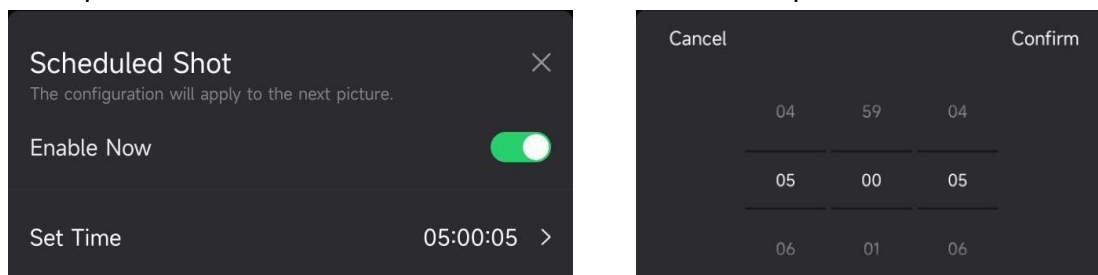 Scheduled Shot
The configuration will apply to the next picture.
Enable Now
Set Time 05:00:05 >
Cancel Confirm
04 59 04
05 00 05
06 01 06